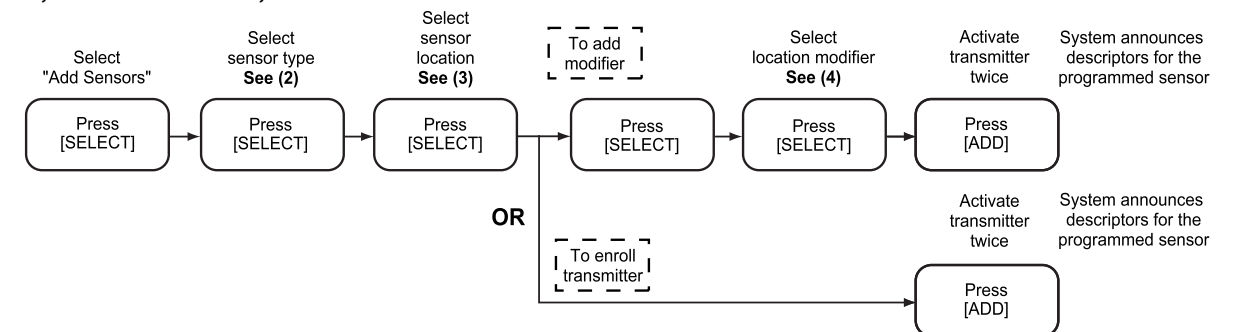 Select
"Add Sensors"
Press
[SELECT]
Select
sensor type
See (2)
Press
[SELECT]
Select
sensor
location
See (3)
Press
[SELECT]
To add
modifier
Press
[SELECT]
Select
location modifier
See (4)
Press
[SELECT]
Activate
transmitter
twice
Press
[ADD]
System announces
descriptors for the
programmed sensor
OR
To enroll
transmitter
Activate
transmitter
twice
Press
[ADD]
System announces
descriptors for the
programmed sensor